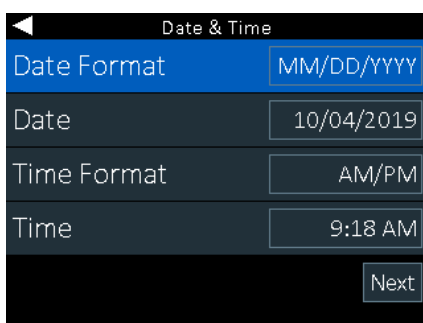 Date & Time
Date Format MM/DD/YYYY
Date 10/04/2019
Time Format AM/PM
Time 9:18 AM
Next